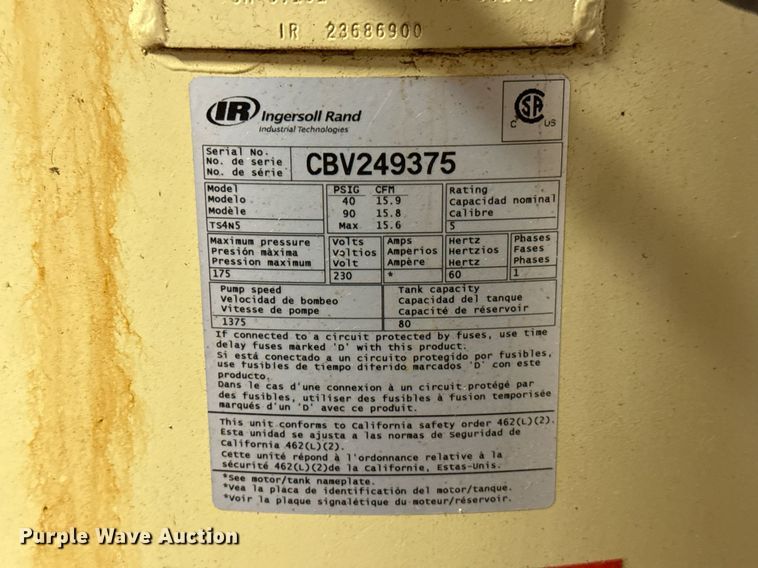 IR 23686900
IR Ingersoll Rand
Industrial Technologies
SA
C US
Serial No.
No. de serie
No. de série
CBV249375
Model
Modelo
Modèle
TS4N5
PSIG CFM
40 15.9
90 15.8
Max 15.6
Rating
Capacidad nominal
Calibre
5
Maximum pressure
Presión màxima
Pression maximum
175
Volts
Voltios
Volt
230
Amps
Amperios
Ampère
*
Hertz
Hertzios
Hertz
60
Phases
Fases
Phases
1
Pump speed
Velocidad de bombeo
Vitesse de pompe
1375
Tank capacity
Capacidad del tanque
Capacité de réservoir
80
If connected to a circuit protected by fuses, use time
delay fuses marked 'D' with this product.
Si está conectado a un circuito protegido por fusibles,
use fusibles de tiempo diferido marcados 'D' con este
producto.
Dans le cas d'une connexion à un circuit protégé par
des fusibles, utiliser des fusibles à fusion temporisée
marqués d'un 'D' avec ce produit.
This unit conforms to California safety order 462(L)(2).
Esta unidad se ajusta a las normas de Seguridad de
California 462(L)(2).
Cette unité répond à l'ordonnance relative à la
sécurité 462(L)(2)de la Californie, Estas-Unis.
*See motor/tank nameplate.
*Vea la placa de identificatión del motor/tanque.
*Voir la plaque signalétique du moteur/réservoir.
Purple Wave Auction